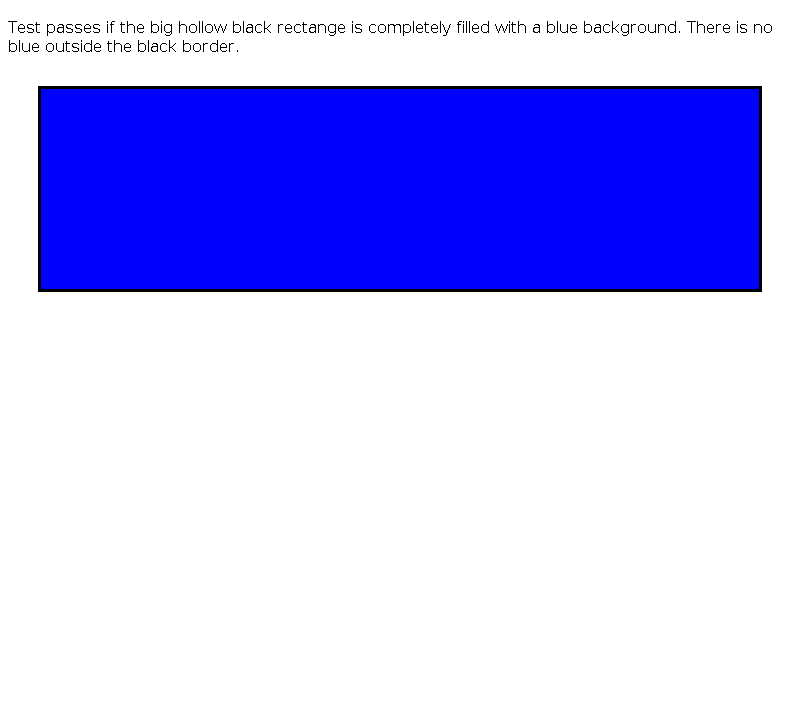 Test passes if the big hollow black rectange is completely filled with a blue background. There is no
blue outside the black border.